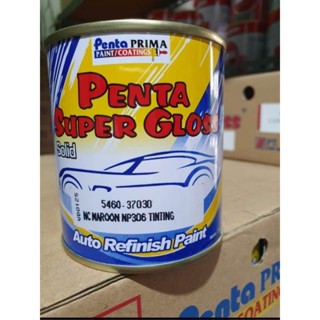 Penta PRIMA
PAINT/COATINGS
PENTA
SUPER GLOSS
Solid
5460-37030
NC MAROON NP306 TINTING
Auto Refinish Paint
Penta PRIMA
COATINGS